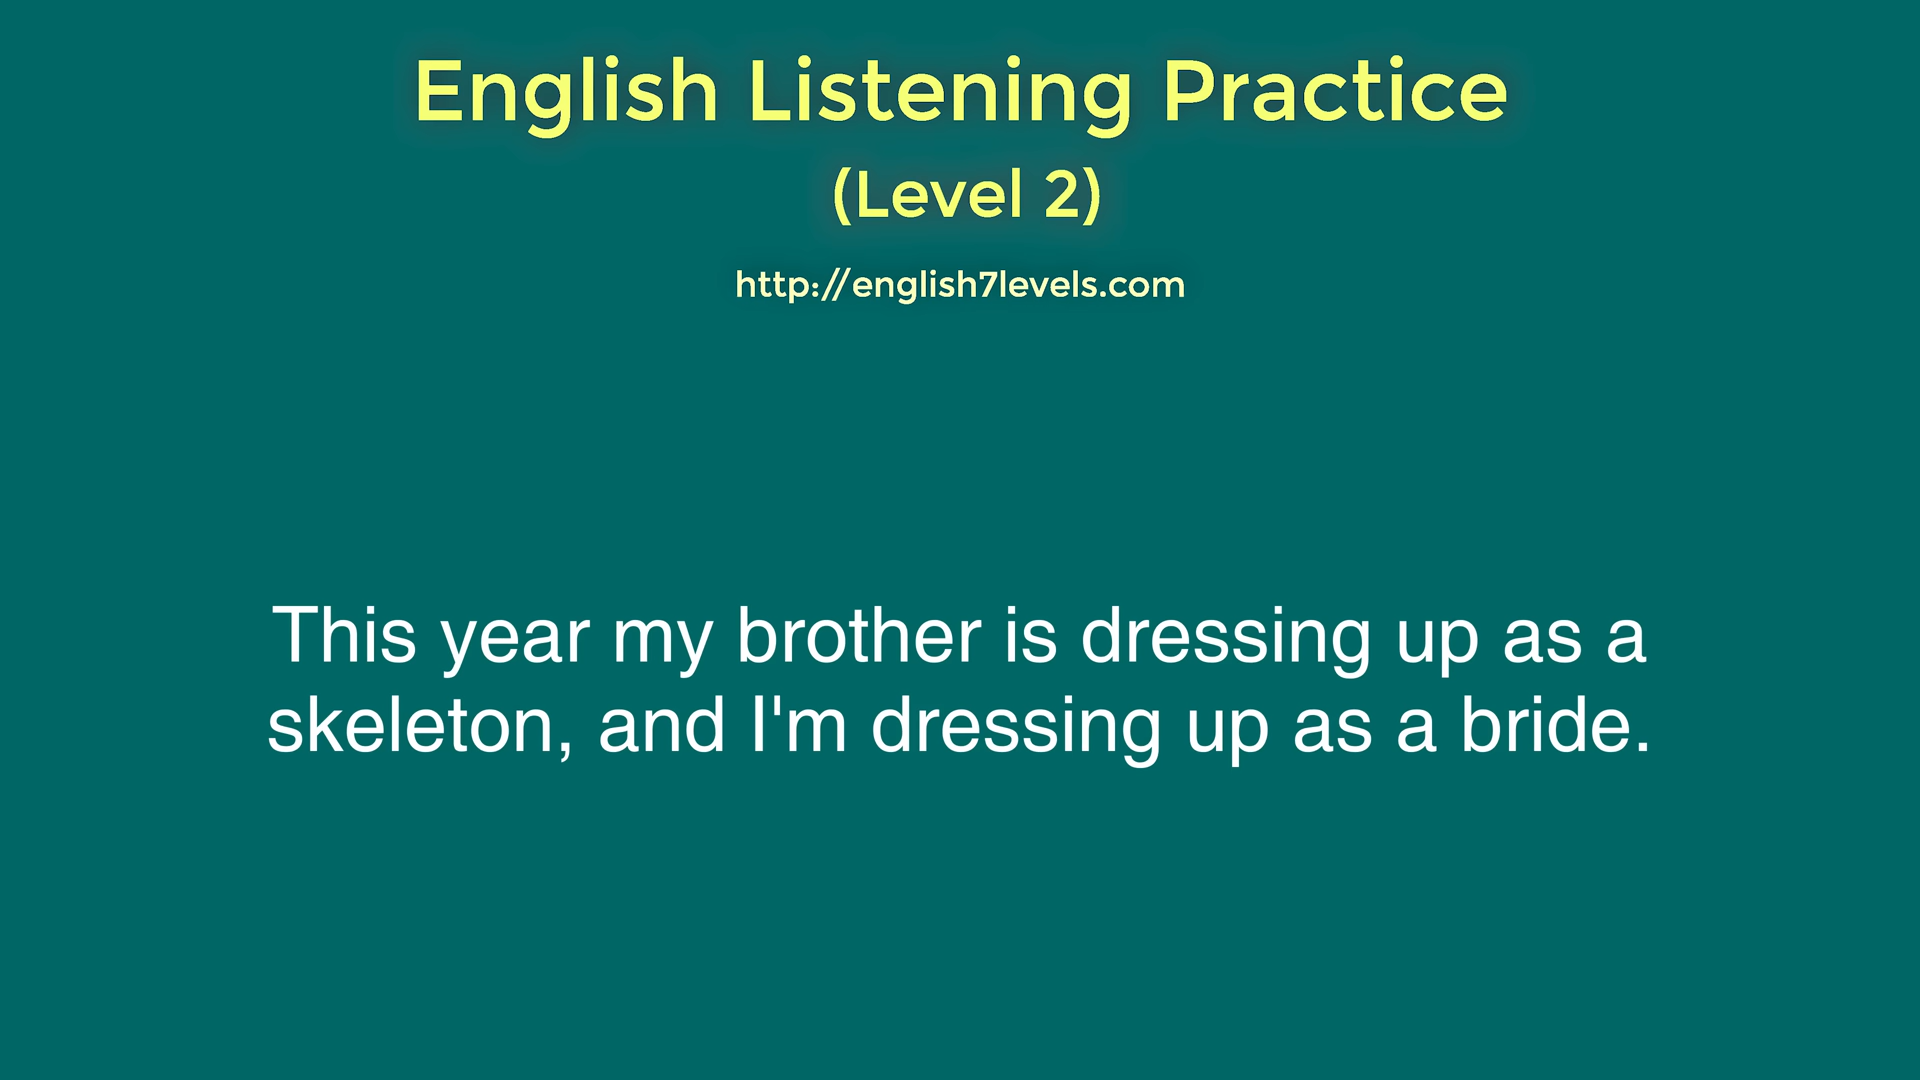 English Listening Practice
(Level 2)
http://english7levels.com
This year my brother is dressing up as a
skeleton, and I'm dressing up as a bride.